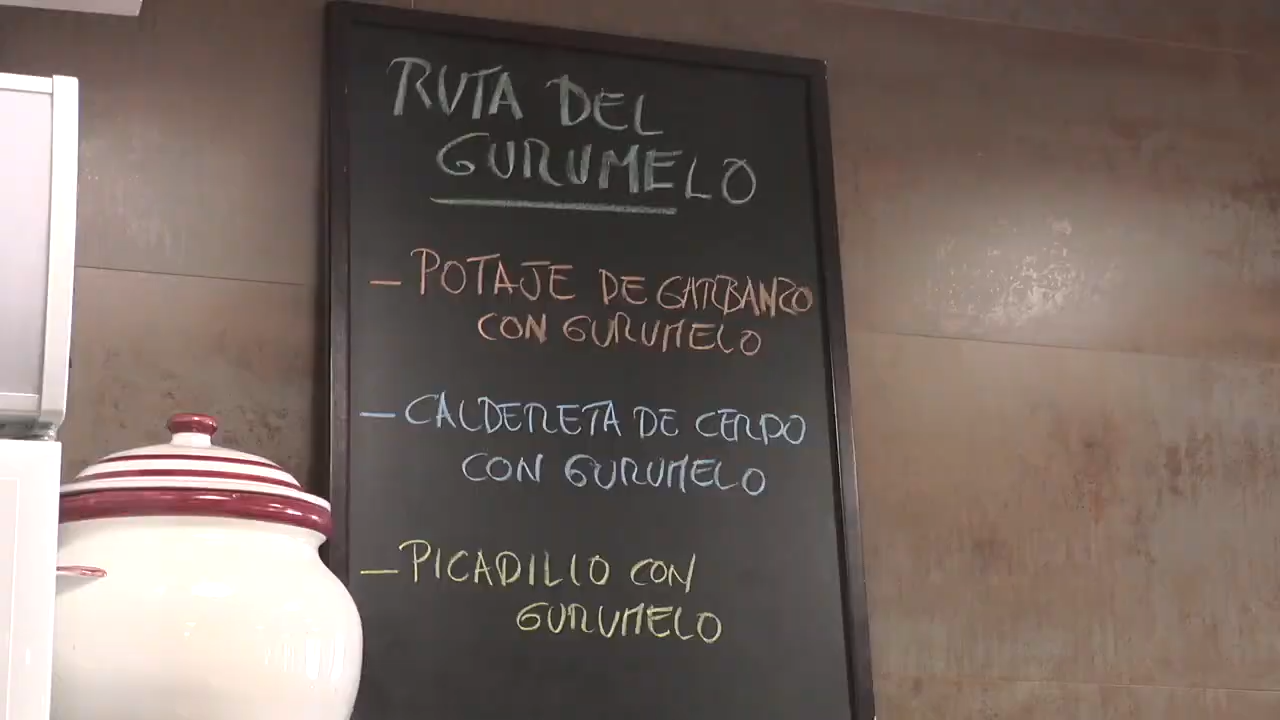 RUTA DEL
GURUMELO
- POTAJE DE GARBANZO
CON GURUMELO
- CALDERETA DE CERDO
CON GURUMELO
- PICADILLO CON
GURUMELO